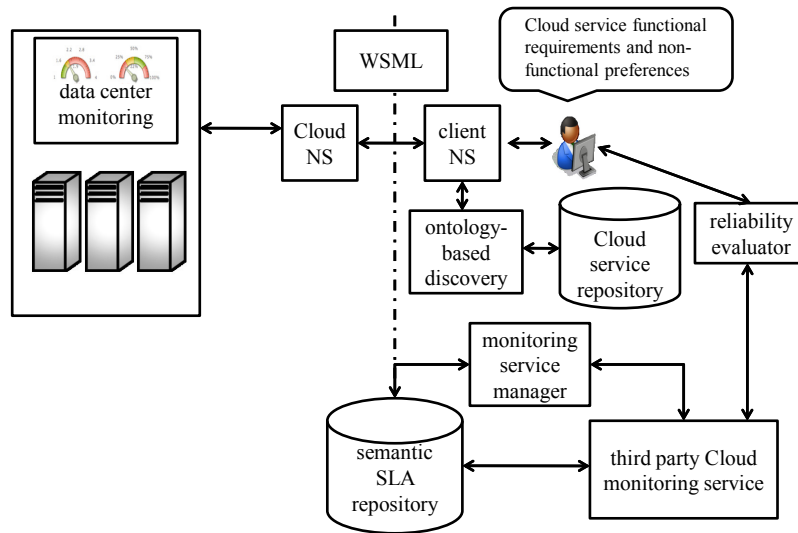 Cloud service functional
requirements and non-
functional preferences
WSML
data center
monitoring
Cloud
NS
client
NS
ontology-
based
discovery
Cloud
service
repository
reliability
evaluator
monitoring
service
manager
semantic
SLA
repository
third party Cloud
monitoring service